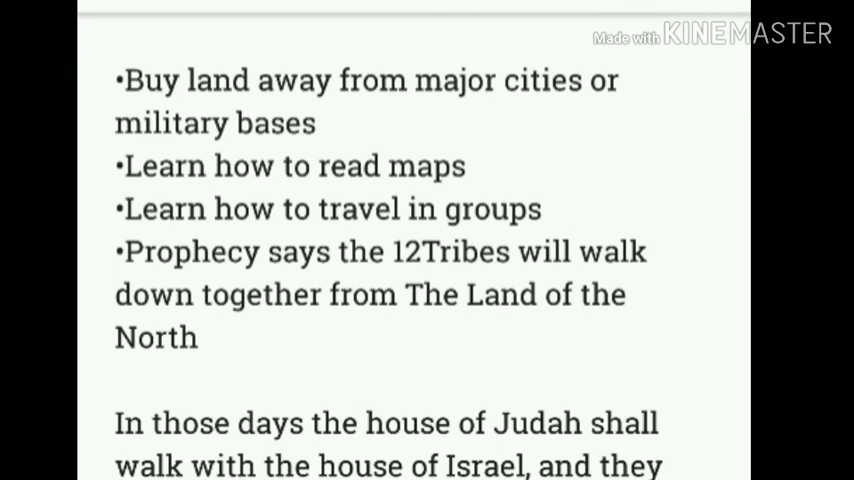 Made with KINEMASTER
•Buy land away from major cities or
military bases
•Learn how to read maps
•Learn how to travel in groups
•Prophecy says the 12Tribes will walk
down together from The Land of the
North
In those days the house of Judah shall
walk with the house of Israel, and they